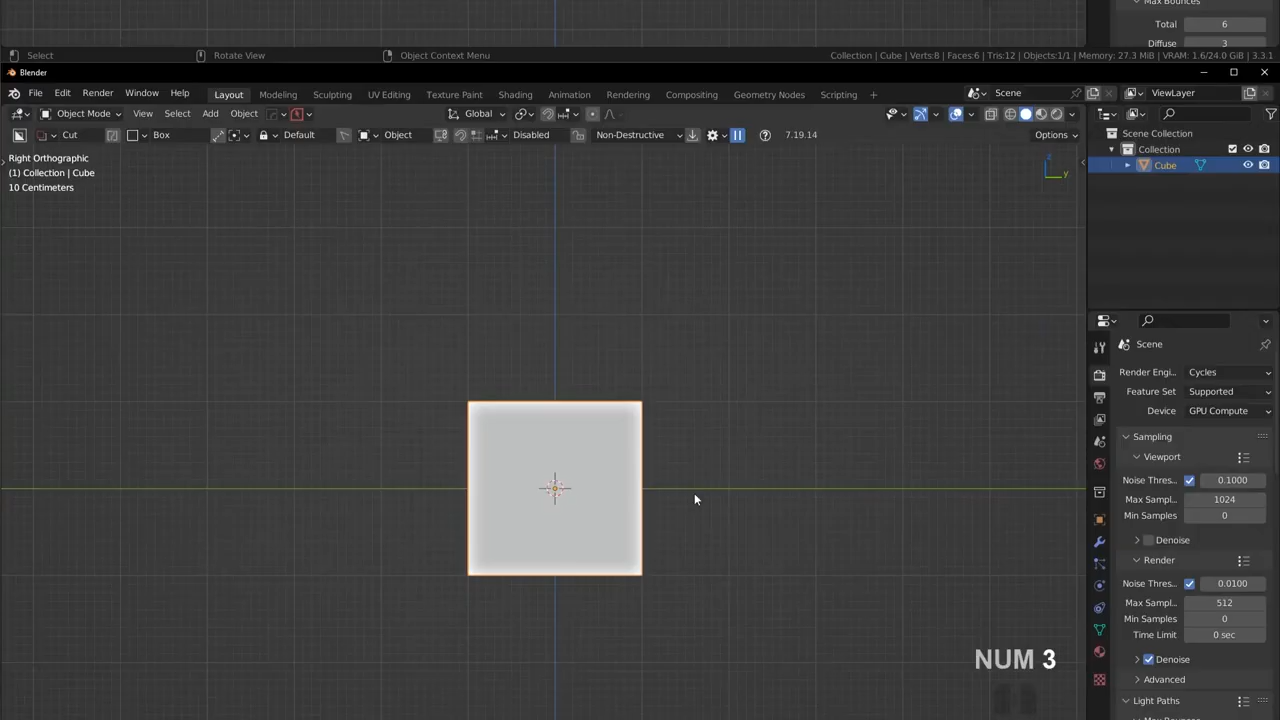 Max Bounces
Total 6
Diffuse 3
Select Rotate View Object Context Menu Collection | Cube | Verts:8 | Faces:6 | Tris:12 | Objects:1/1 | Memory: 27.3 MiB | VRAM: 1.6/24.0 GiB | 3.3.1
Blender
File Edit Render Window Help Layout Modeling Sculpting UV Editing Texture Paint Shading Animation Rendering Compositing Geometry Nodes Scripting + Scene ViewLayer
Object Mode View Select Add Object Global
Cut Box Default Object Disabled Non-Destructive 7.19.14 Options
Right Orthographic
(1) Collection | Cube
10 Centimeters
z
y
Scene Collection
Collection
Cube
Scene
Render Engi... Cycles
Feature Set Supported
Device GPU Compute
Sampling
Viewport
Noise Thres... 0.1000
Max Sampl... 1024
Min Samples 0
Denoise
Render
Noise Thres... 0.0100
Max Sampl... 512
Min Samples 0
Time Limit 0 sec
Denoise
Advanced
Light Paths
Max Bounces
NUM 3